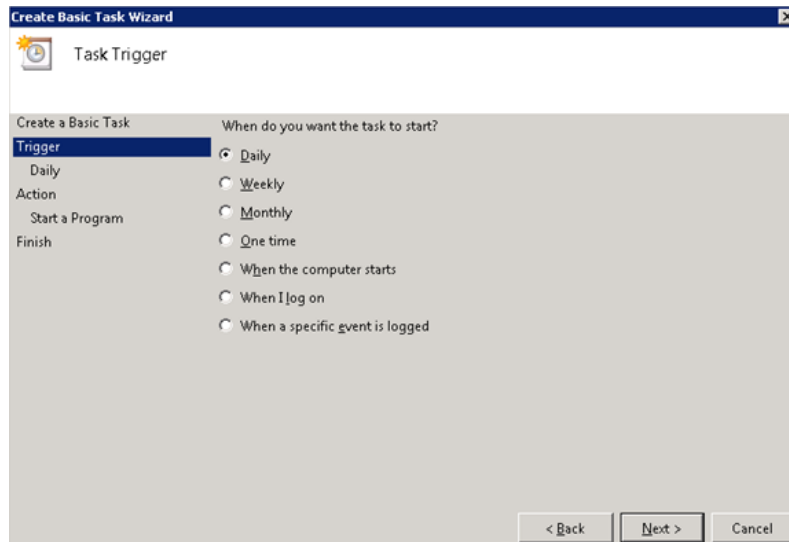 Create Basic Task Wizard
Task Trigger
Create a Basic Task
Trigger
Daily
Action
Start a Program
Finish
When do you want the task to start?
Daily
Weekly
Monthly
One time
When the computer starts
When I log on
When a specific event is logged
< Back
Next >
Cancel